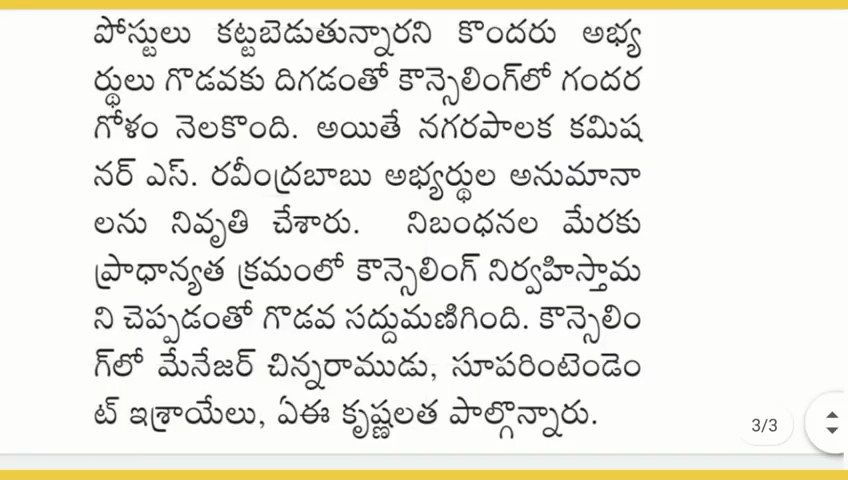 పోస్టులు కట్టబెడుతున్నారని కొందరు అభ్య
ర్థులు గొడవకు దిగడంతో కౌన్సెలింగ్‌లో గందర
గోళం నెలకొంది. అయితే నగరపాలక కమిష
నర్ ఎస్. రవీంద్రబాబు అభ్యర్థుల అనుమానా
లను నివృతి చేశారు. నిబంధనల మేరకు
ప్రాధాన్యత క్రమంలో కౌన్సెలింగ్ నిర్వహిస్తామ
ని చెప్పడంతో గొడవ సద్దుమణిగింది. కౌన్సెలిం
గ్‌లో మేనేజర్ చిన్నరాముడు, సూపరింటెండెం
ట్ ఇశ్రాయేలు, ఏఈ కృష్ణలత పాల్గొన్నారు.
3/3